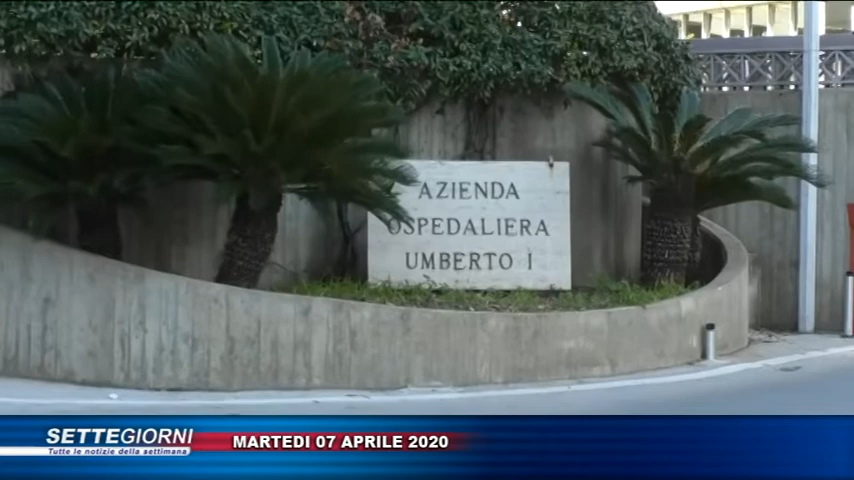 AZIENDA
OSPEDALIERA
UMBERTO I
SETTEGIORNI
Tutte le notizie della settimana
MARTEDI 07 APRILE 2020